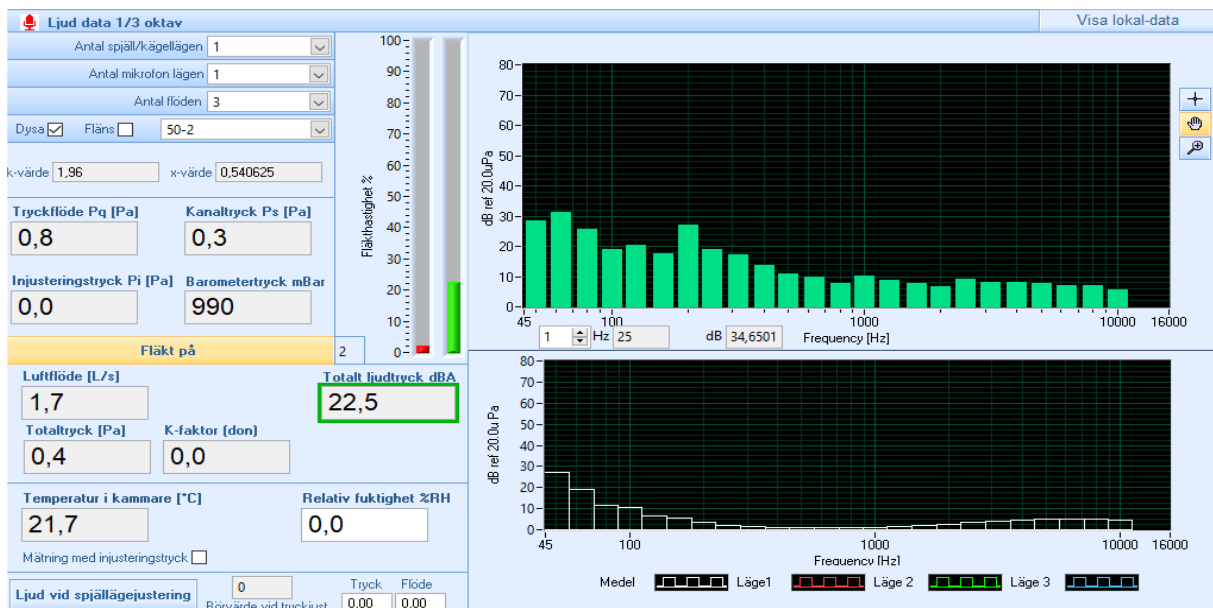 Ljud data 1/3 oktav
Visa lokal-data
Antal spjäll/kägellägen 1
Antal mikrofon lägen 1
Antal flöden 3
Dysa Fläns 50-2
k-värde 1,96 x-värde 0,540625
Tryckflöde Pq [Pa] Kanaltryck Ps [Pa]
0,8 0,3
Injusteringstryck Pi [Pa] Barometertryck mBar
0,0 990
Fläkt på 2
100
90
80
70
60
50
40
30
20
10
0
Fläkthastighet %
80
70
60
50
40
30
20
10
0
dB ref 20.0uPa
45 100 1000 10000 16000
1 Hz 25 dB 34,6501 Frequency [Hz]
Luftflöde [L/s] Totalt ljudtryck dBA
1,7 22,5
Totaltryck [Pa] K-faktor (don)
0,4 0,0
Temperatur i kammare [°C] Relativ fuktighet %RH
21,7 0,0
Mätning med injusteringstryck
Ljud vid spjällägejustering 0 Tryck Flöde
Börvärde vid tryckjust 0.00 0.00
80
70
60
50
40
30
20
10
0
dB ref 20.0u Pa
45 100 1000 10000 16000
Frequency [Hz]
Medel Läge1 Läge 2 Läge 3